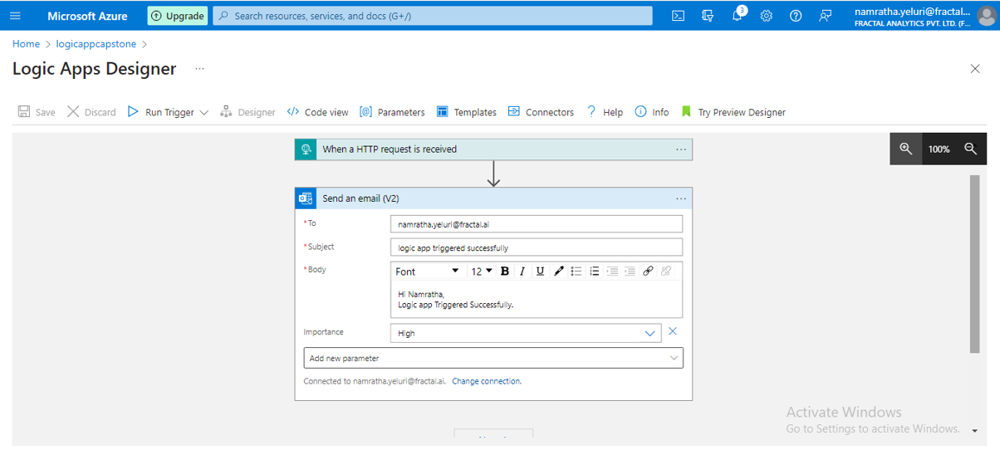 Microsoft Azure Upgrade Search resources, services, and docs (G+/) 3 namratha.yeluri@fractal...
FRACTAL ANALYTICS PVT. LTD. (F...
Home > logicappcapstone >
Logic Apps Designer ...
Save Discard Run Trigger Designer Code view Parameters Templates Connectors Help Info Try Preview Designer
When a HTTP request is received ...
100%
Send an email (V2) ...
*To namratha.yeluri@fractal.ai
*Subject logic app triggered successfully
*Body Font 12 B I U
Hi Namratha,
Logic app Triggered Successfully.
Importance High
Add new parameter
Connected to namratha.yeluri@fractal.ai. Change connection.
Activate Windows
Go to Settings to activate Windows.